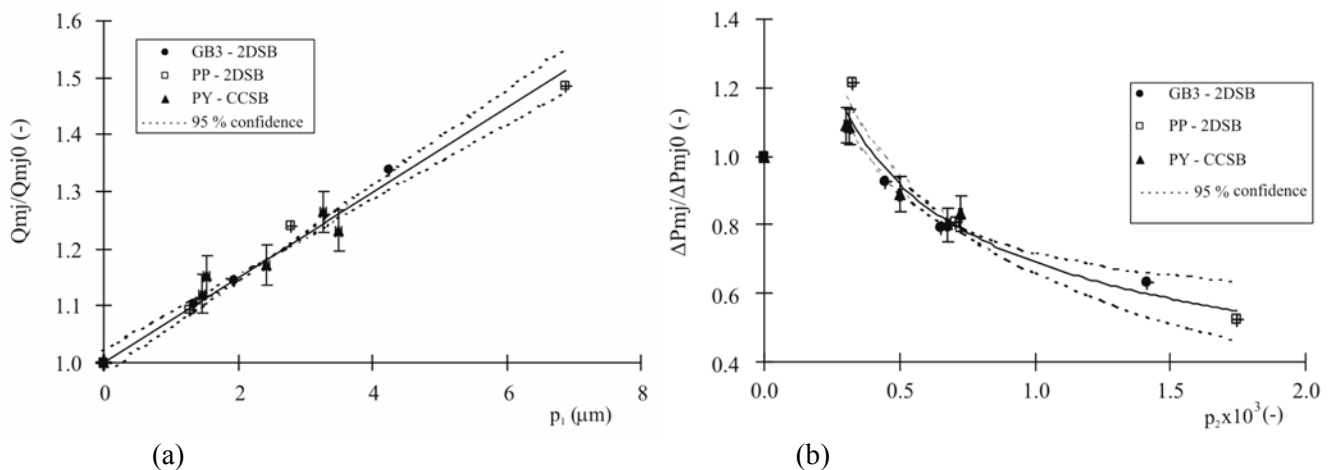 1.6
1.5
1.4
1.3
1.2
1.1
1.0
Qmj/Qmj0 (-)
GB3 - 2DSB
PP - 2DSB
PY - CCSB
95 % confidence
0 2 4 6 8
p₁ (µm)
(a)
1.4
1.2
1.0
0.8
0.6
0.4
ΔPmj/ΔPmj0 (-)
GB3 - 2DSB
PP - 2DSB
PY - CCSB
95 % confidence
0.0 0.5 1.0 1.5 2.0
p₂x10³ (-)
(b)